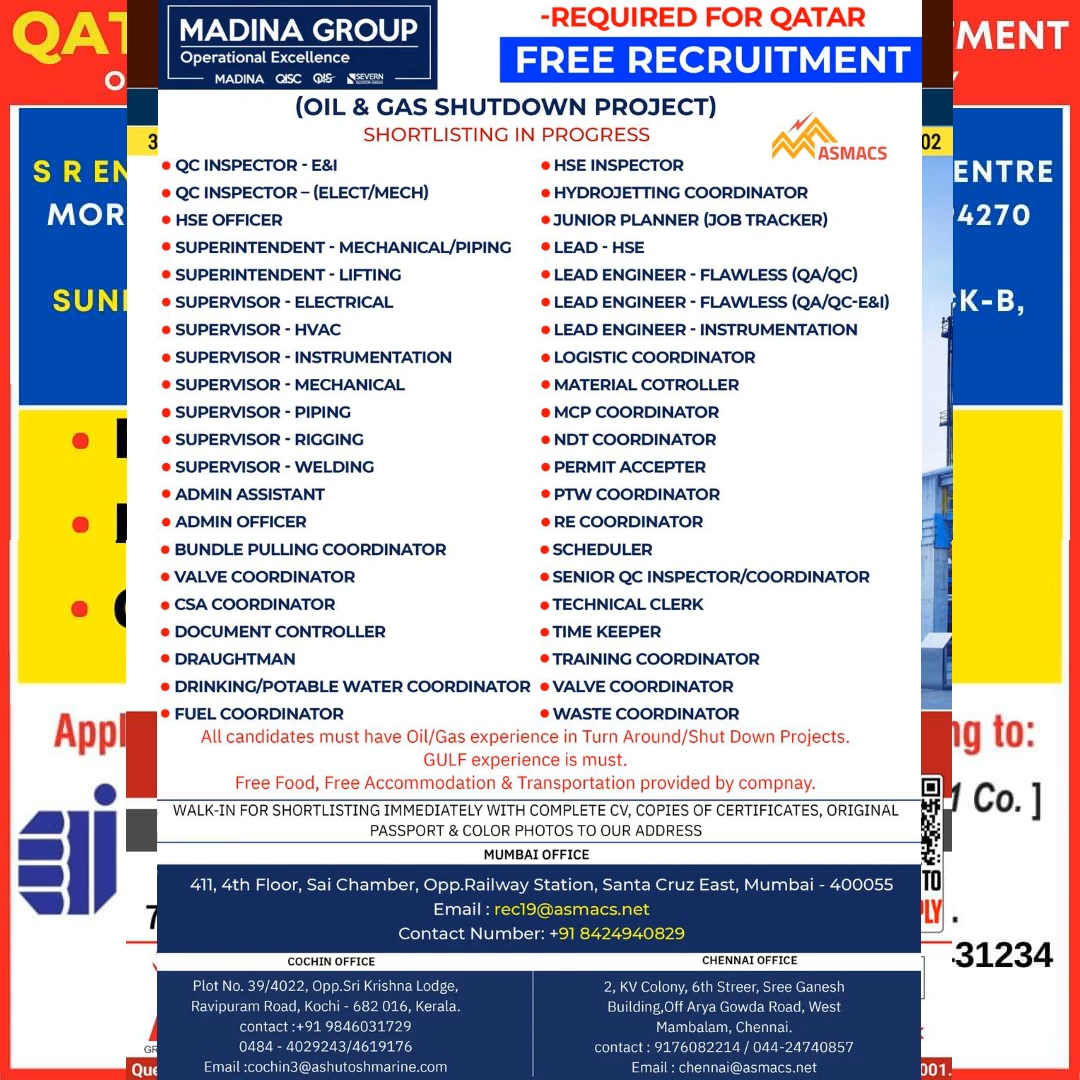 MADINA GROUP
Operational Excellence
MADINA QISC QIS SEVERN
-REQUIRED FOR QATAR
FREE RECRUITMENT
(OIL & GAS SHUTDOWN PROJECT)
SHORTLISTING IN PROGRESS
ASMACS
QC INSPECTOR - E&I
QC INSPECTOR – (ELECT/MECH)
HSE OFFICER
SUPERINTENDENT - MECHANICAL/PIPING
SUPERINTENDENT - LIFTING
SUPERVISOR - ELECTRICAL
SUPERVISOR - HVAC
SUPERVISOR - INSTRUMENTATION
SUPERVISOR - MECHANICAL
SUPERVISOR - PIPING
SUPERVISOR - RIGGING
SUPERVISOR - WELDING
ADMIN ASSISTANT
ADMIN OFFICER
BUNDLE PULLING COORDINATOR
VALVE COORDINATOR
CSA COORDINATOR
DOCUMENT CONTROLLER
DRAUGHTMAN
DRINKING/POTABLE WATER COORDINATOR
FUEL COORDINATOR
HSE INSPECTOR
HYDROJETTING COORDINATOR
JUNIOR PLANNER (JOB TRACKER)
LEAD - HSE
LEAD ENGINEER - FLAWLESS (QA/QC)
LEAD ENGINEER - FLAWLESS (QA/QC-E&I)
LEAD ENGINEER - INSTRUMENTATION
LOGISTIC COORDINATOR
MATERIAL COTROLLER
MCP COORDINATOR
NDT COORDINATOR
PERMIT ACCEPTER
PTW COORDINATOR
RE COORDINATOR
SCHEDULER
SENIOR QC INSPECTOR/COORDINATOR
TECHNICAL CLERK
TIME KEEPER
TRAINING COORDINATOR
VALVE COORDINATOR
WASTE COORDINATOR
All candidates must have Oil/Gas experience in Turn Around/Shut Down Projects.
GULF experience is must.
Free Food, Free Accommodation & Transportation provided by compnay.
WALK-IN FOR SHORTLISTING IMMEDIATELY WITH COMPLETE CV, COPIES OF CERTIFICATES, ORIGINAL
PASSPORT & COLOR PHOTOS TO OUR ADDRESS
MUMBAI OFFICE
411, 4th Floor, Sai Chamber, Opp.Railway Station, Santa Cruz East, Mumbai - 400055
Email : rec19@asmacs.net
Contact Number: +91 8424940829
COCHIN OFFICE
Plot No. 39/4022, Opp.Sri Krishna Lodge,
Ravipuram Road, Kochi - 682 016, Kerala.
contact :+91 9846031729
0484 - 4029243/4619176
Email :cochin3@ashutoshmarine.com
CHENNAI OFFICE
2, KV Colony, 6th Streer, Sree Ganesh
Building,Off Arya Gowda Road, West
Mambalam, Chennai.
contact : 9176082214 / 044-24740857
Email : chennai@asmacs.net
QAT
MENT
S R EN
ENTRE
MOR
4270
SUN
K-B,
02
Appl
ng to:
Co. ]
TO
PLY
31234
001.